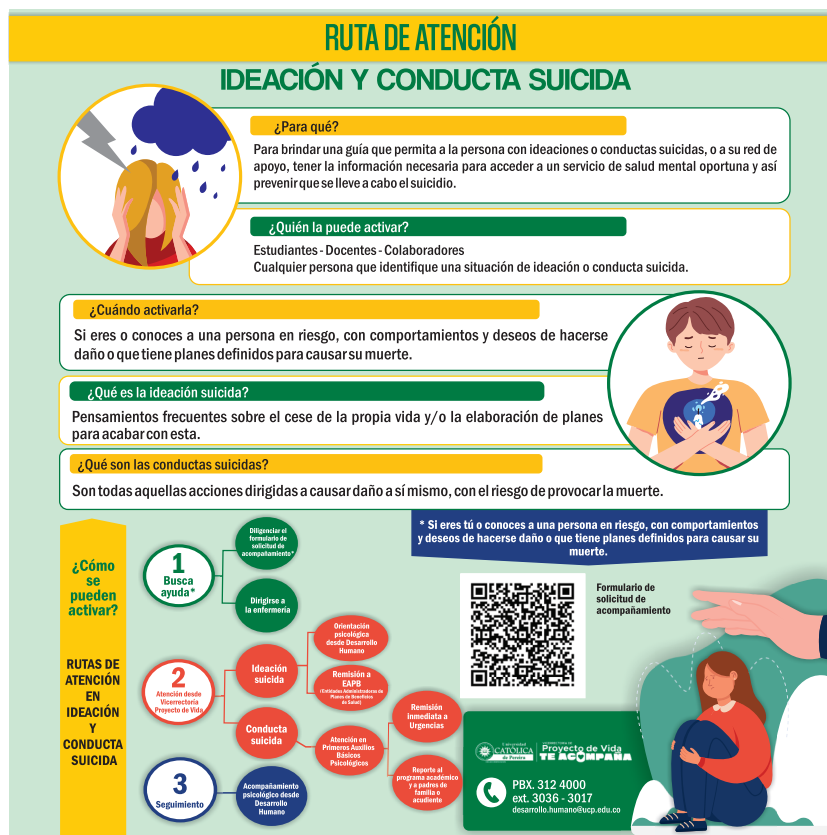 RUTA DE ATENCIÓN
IDEACIÓN Y CONDUCTA SUICIDA
¿Para qué?
Para brindar una guía que permita a la persona con ideaciones o conductas suicidas, o a su red de
apoyo, tener la información necesaria para acceder a un servicio de salud mental oportuna y así
prevenir que se lleve a cabo el suicidio.
¿Quién la puede activar?
Estudiantes - Docentes - Colaboradores
Cualquier persona que identifique una situación de ideación o conducta suicida.
¿Cuándo activarla?
Si eres o conoces a una persona en riesgo, con comportamientos y deseos de hacerse
daño o que tiene planes definidos para causar su muerte.
¿Qué es la ideación suicida?
Pensamientos frecuentes sobre el cese de la propia vida y/o la elaboración de planes
para acabar con esta.
¿Qué son las conductas suicidas?
Son todas aquellas acciones dirigidas a causar daño a sí mismo, con el riesgo de provocar la muerte.
* Si eres tú o conoces a una persona en riesgo, con comportamientos
y deseos de hacerse daño o que tiene planes definidos para causar su
muerte.
¿Cómo
se
pueden
activar?
RUTAS DE
ATENCIÓN
EN
IDEACIÓN
Y
CONDUCTA
SUICIDA
1
Busca
ayuda*
Diligenciar el
formulario de
solicitud de
acompañamiento*
Dirigirse a
la enfermería
2
Atención desde
Vicerrectoría
Proyecto de Vida
Ideación
suicida
Orientación
psicológica
desde Desarrollo
Humano
Remisión a
EAPB
(Entidades Administradoras de
Planes de Beneficios
de Salud)
Conducta
suicida
Atención en
Primeros Auxilios
Básicos
Psicológicos
Remisión
inmediata a
Urgencias
Reporte al
programa académico
y a padres de
familia o
acudiente
3
Seguimiento
Acompañamiento
psicológico desde
Desarrollo
Humano
Formulario de
solicitud de
acompañamiento
Universidad
CATÓLICA
de Pereira
VICERRECTORÍA DE
Proyecto de Vida
TE ACOMPAÑA
PBX. 312 4000
ext. 3036 - 3017
desarrollo.humano@ucp.edu.co